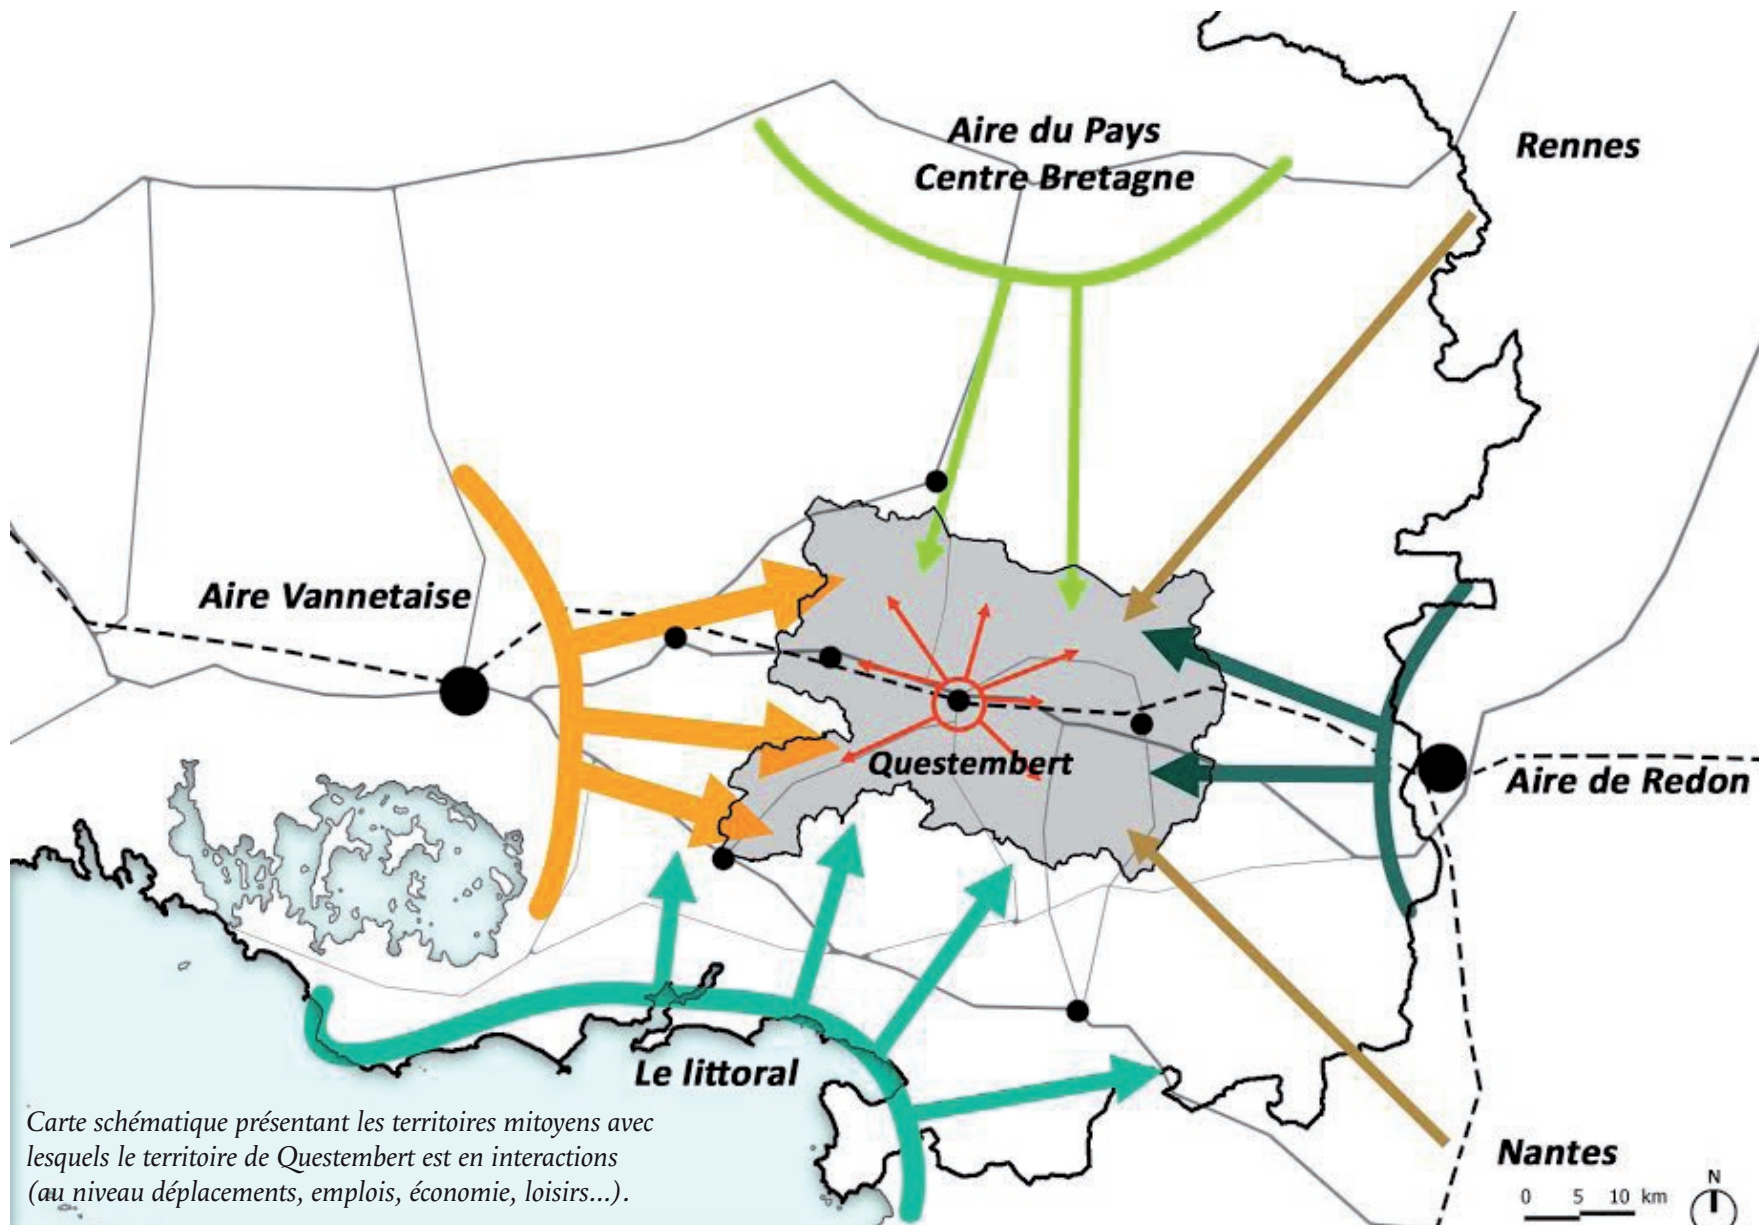 Aire du Pays
Centre Bretagne
Rennes
Aire Vannetaise
Questembert
Aire de Redon
Le littoral
Carte schématique présentant les territoires mitoyens avec
lesquels le territoire de Questembert est en interactions
(au niveau déplacements, emplois, économie, loisirs...).
Nantes
N
0 5 10 km